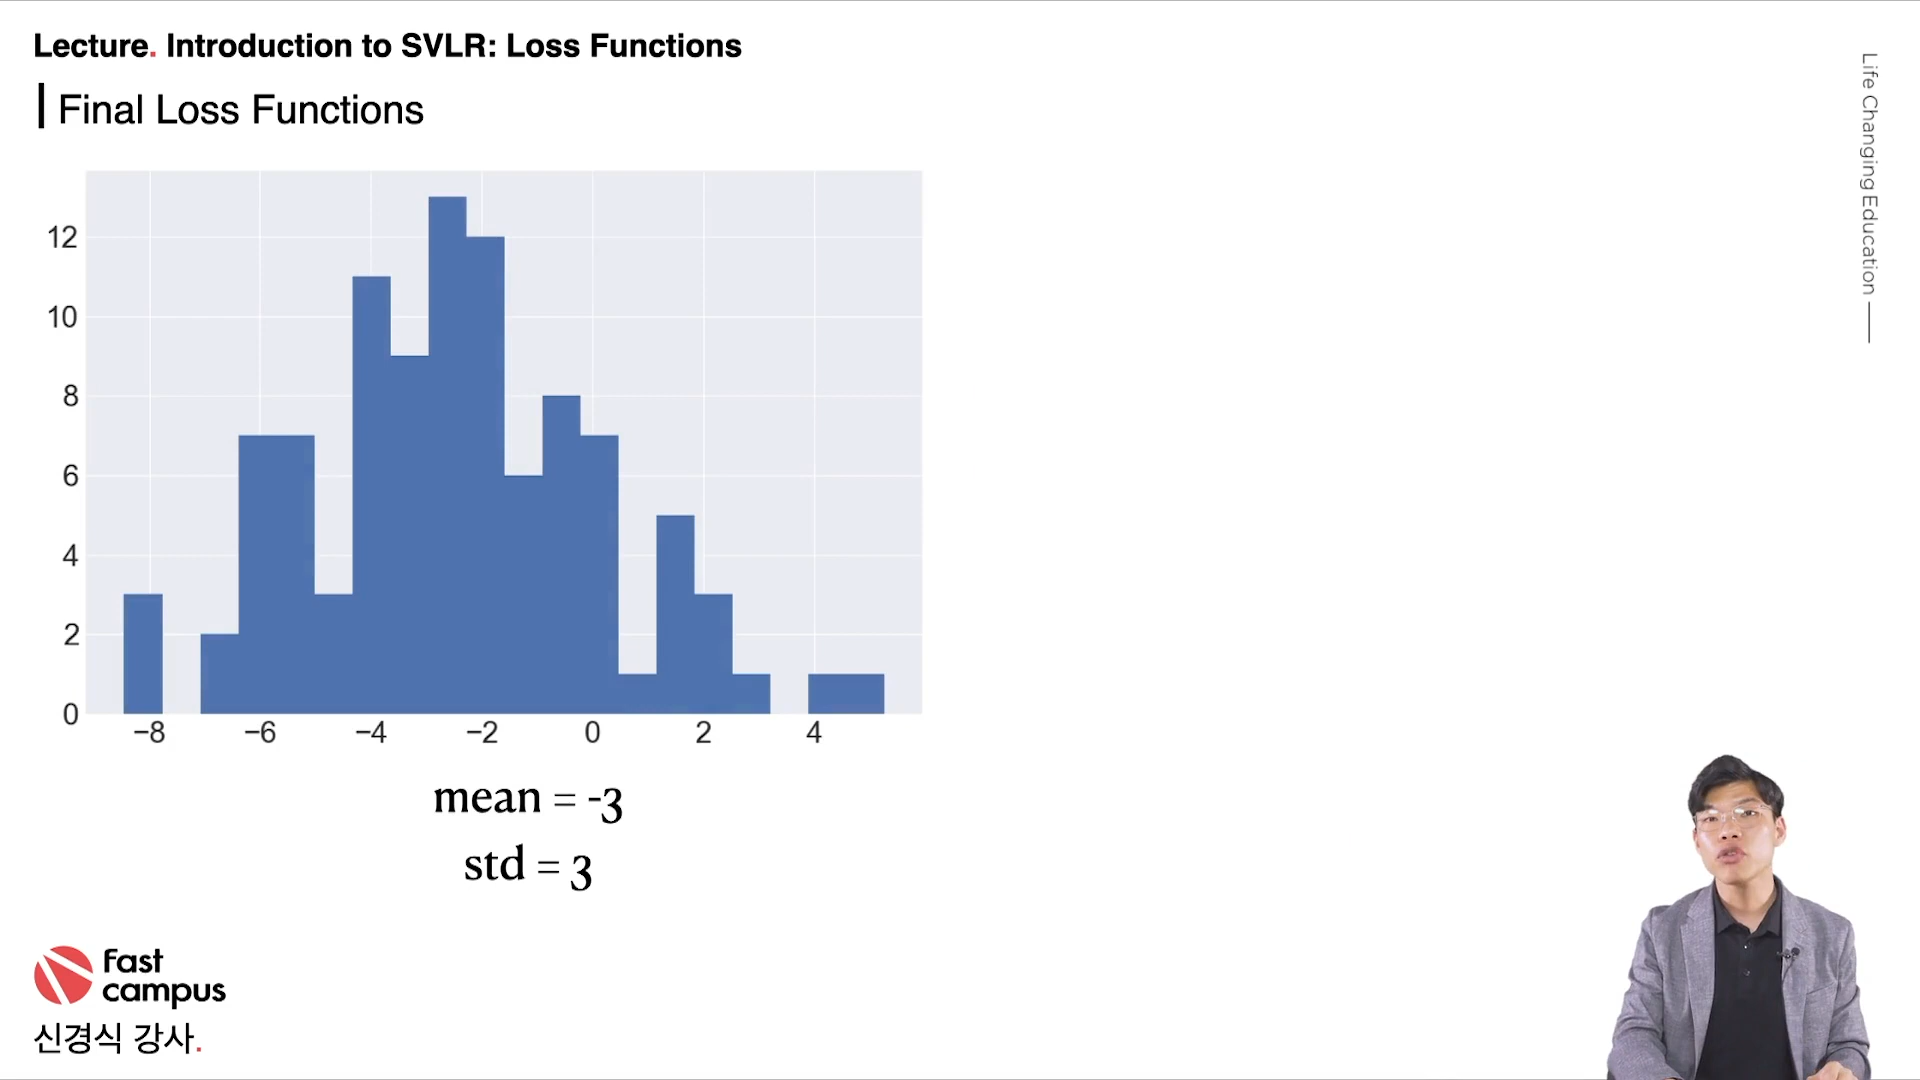 Lecture. Introduction to SVLR: Loss Functions
Final Loss Functions
Life Changing Education
12
10
8
6
4
2
0
−8 −6 −4 −2 0 2 4
mean = -3
std = 3
fast
campus
신경식 강사.